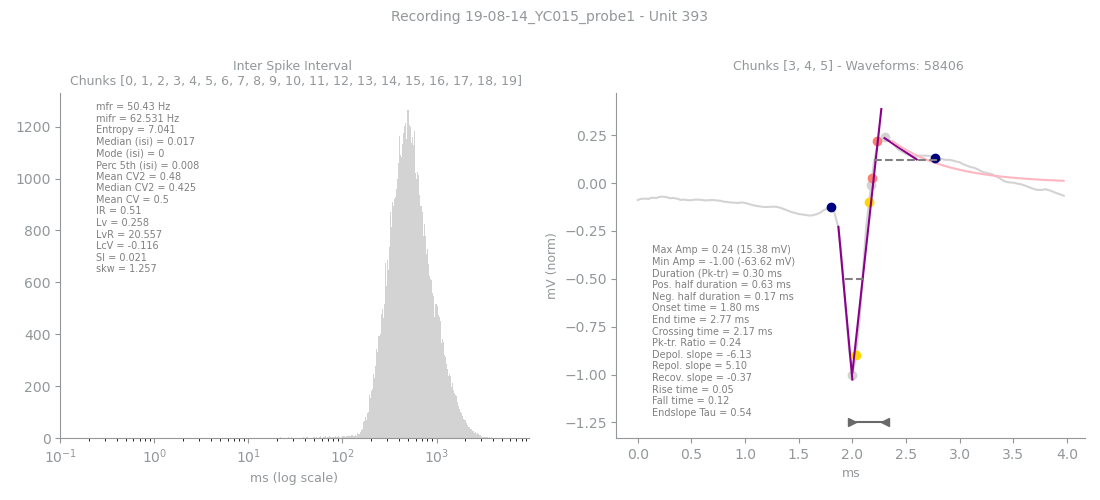 Recording 19-08-14_YC015_probe1 - Unit 393
Inter Spike Interval
Chunks [0, 1, 2, 3, 4, 5, 6, 7, 8, 9, 10, 11, 12, 13, 14, 15, 16, 17, 18, 19]
mfr = 50.43 Hz
mifr = 62.531 Hz
Entropy = 7.041
Median (isi) = 0.017
Mode (isi) = 0
Perc 5th (isi) = 0.008
Mean CV2 = 0.48
Median CV2 = 0.425
Mean CV = 0.5
IR = 0.51
Lv = 0.258
LvR = 20.557
LcV = -0.116
SI = 0.021
skw = 1.257
1200
1000
800
600
400
200
0
10⁻¹ 10⁰ 10¹ 10² 10³
ms (log scale)
Chunks [3, 4, 5] - Waveforms: 58406
mV (norm)
0.25
0.00
−0.25
−0.50
−0.75
−1.00
−1.25
Max Amp = 0.24 (15.38 mV)
Min Amp = -1.00 (-63.62 mV)
Duration (Pk-tr) = 0.30 ms
Pos. half duration = 0.63 ms
Neg. half duration = 0.17 ms
Onset time = 1.80 ms
End time = 2.77 ms
Crossing time = 2.17 ms
Pk-tr. Ratio = 0.24
Depol. slope = -6.13
Repol. slope = 5.10
Recov. slope = -0.37
Rise time = 0.05
Fall time = 0.12
Endslope Tau = 0.54
0.0 0.5 1.0 1.5 2.0 2.5 3.0 3.5 4.0
ms